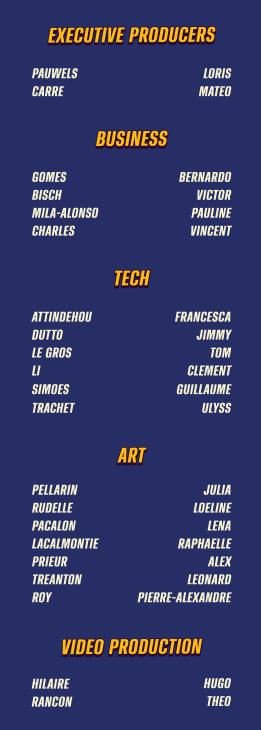 EXECUTIVE PRODUCERS
PAUWELS LORIS
CARRE MATEO
BUSINESS
GOMES BERNARDO
BISCH VICTOR
MILA-ALONSO PAULINE
CHARLES VINCENT
TECH
ATTINDEHOU FRANCESCA
DUTTO JIMMY
LE GROS TOM
LI CLEMENT
SIMOES GUILLAUME
TRACHET ULYSS
ART
PELLARIN JULIA
RUDELLE LOELINE
PACALON LENA
LACALMONTIE RAPHAELLE
PRIEUR ALEX
TREANTON LEONARD
ROY PIERRE-ALEXANDRE
VIDEO PRODUCTION
HILAIRE HUGO
RANCON THEO